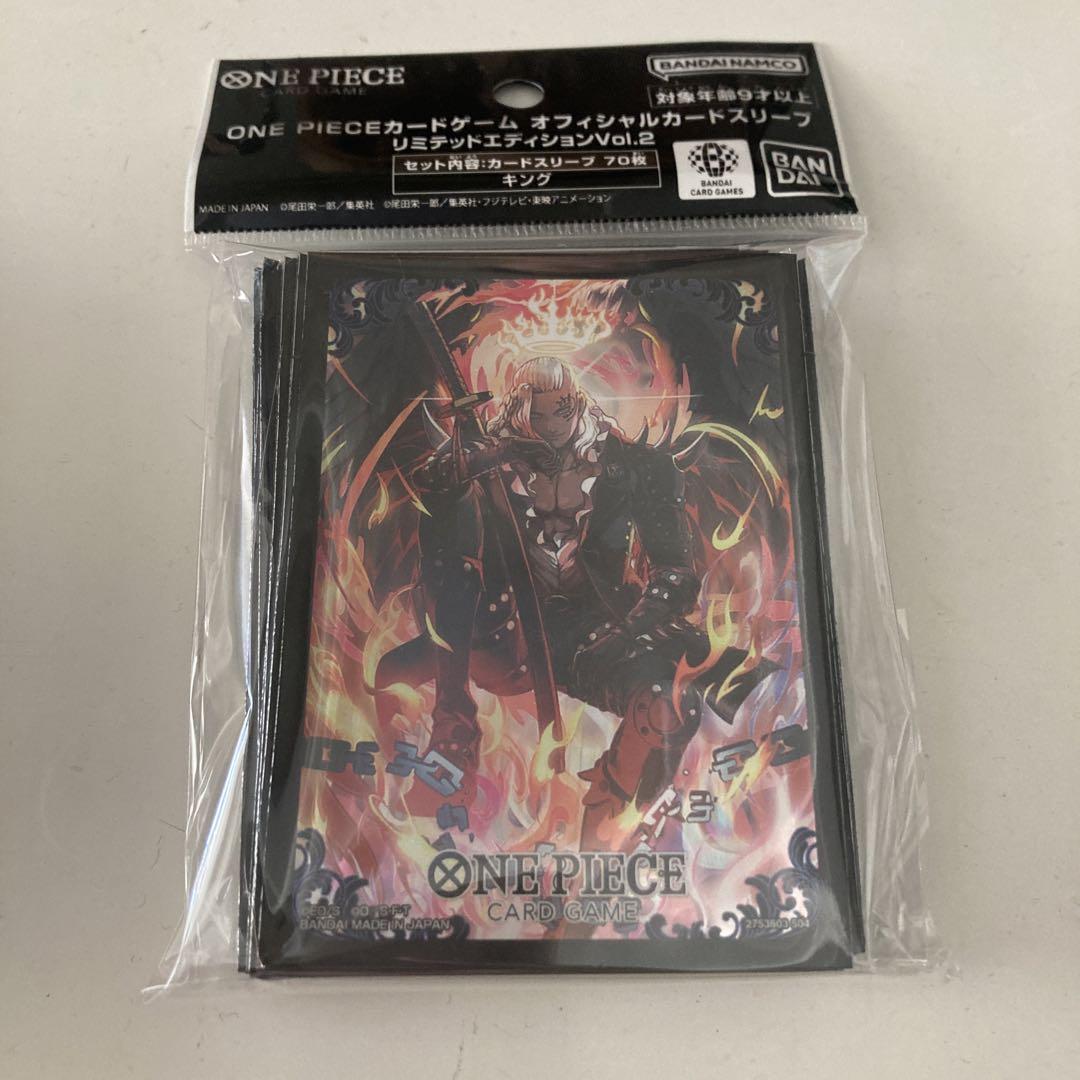 ONE PIECE
CARD GAME
BANDAI NAMCO
対象年齢9才以上
ONE PIECEカードゲーム オフィシャルカードスリーブ
リミテッドエディションVol.2
セット内容:カードスリーブ 70枚
キング
BANDAI
CARD GAMES
BANDAI
MADE IN JAPAN ©尾田栄一郎/集英社 ©尾田栄一郎/集英社・フジテレビ・東映アニメーション
ONE PIECE
CARD GAME
BANDAI MADE IN JAPAN